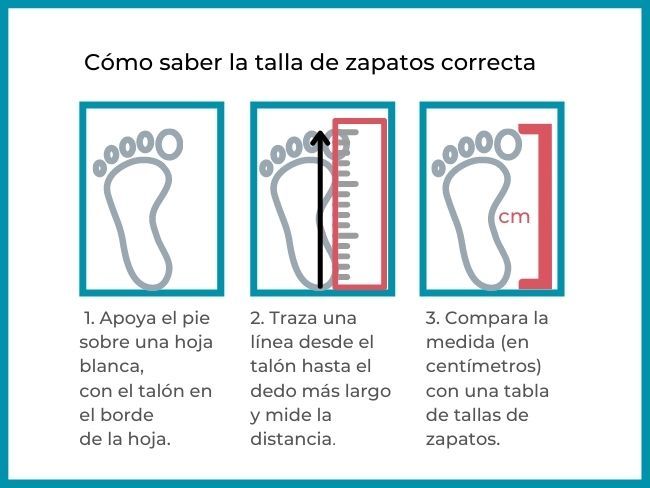 Cómo saber la talla de zapatos correcta
cm
1. Apoya el pie
sobre una hoja
blanca,
con el talón en
el borde
de la hoja.
2. Traza una
línea desde el
talón hasta el
dedo más largo
y mide la
distancia.
3. Compara la
medida (en
centímetros)
con una tabla
de tallas de
zapatos.